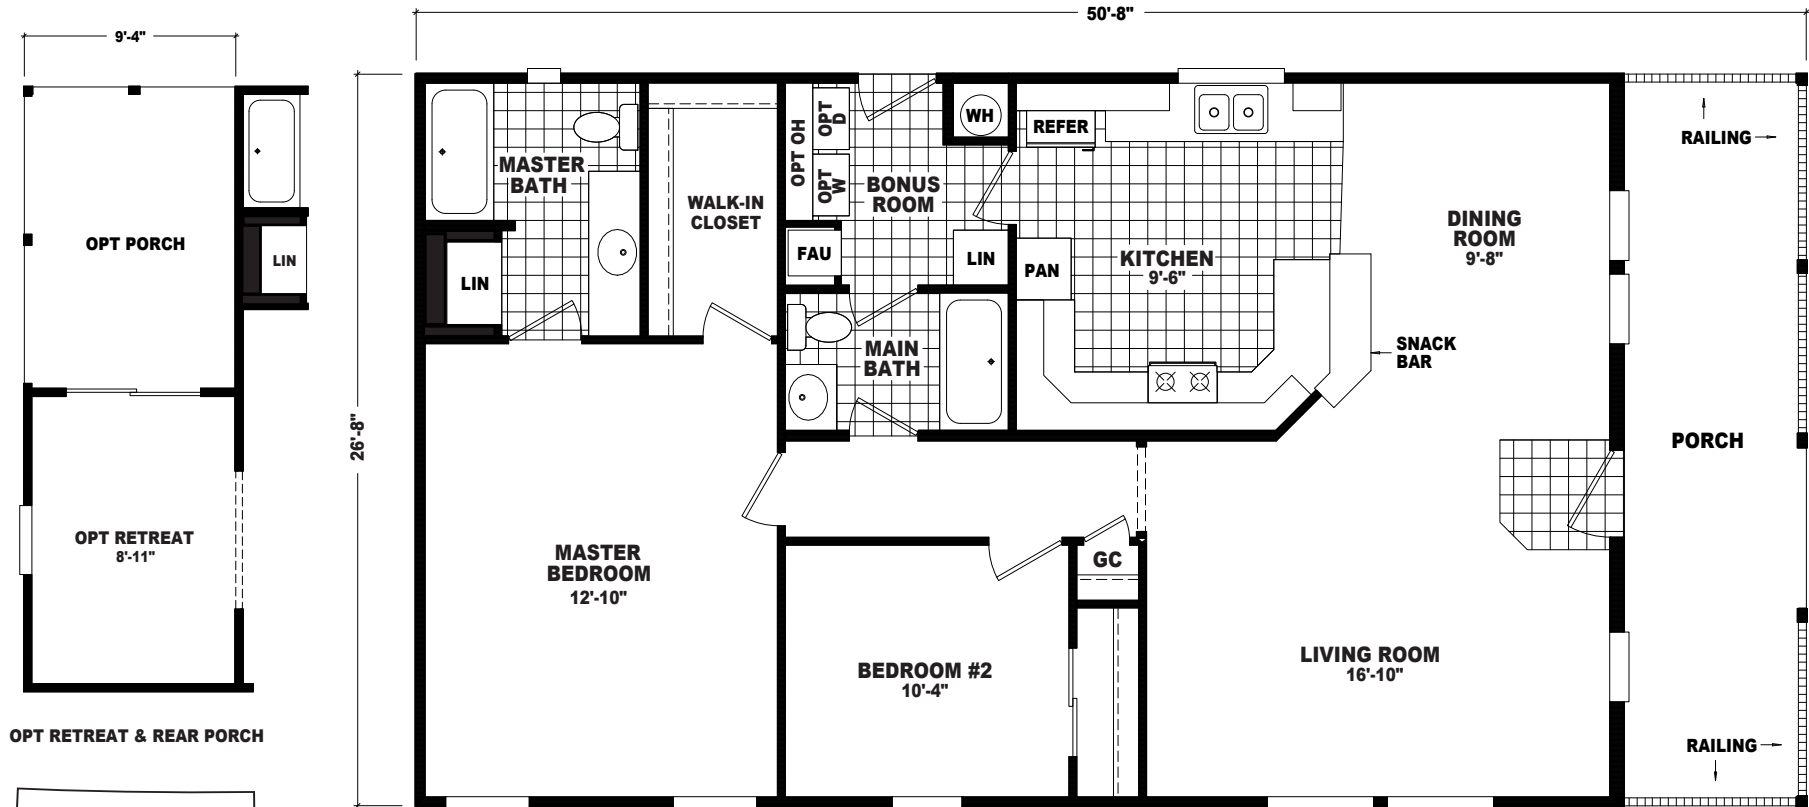 50'-8"
9'-4"
26'-8"
OPT PORCH
LIN
OPT RETREAT
8'-11"
OPT RETREAT & REAR PORCH
MASTER
BATH
LIN
WALK-IN
CLOSET
OPT OH
OPT
D
OPT
W
FAU
BONUS
ROOM
WH
LIN
REFER
PAN
KITCHEN
9'-6"
DINING
ROOM
9'-8"
SNACK
BAR
MAIN
BATH
RAILING
PORCH
MASTER
BEDROOM
12'-10"
GC
BEDROOM #2
10'-4"
LIVING ROOM
16'-10"
RAILING